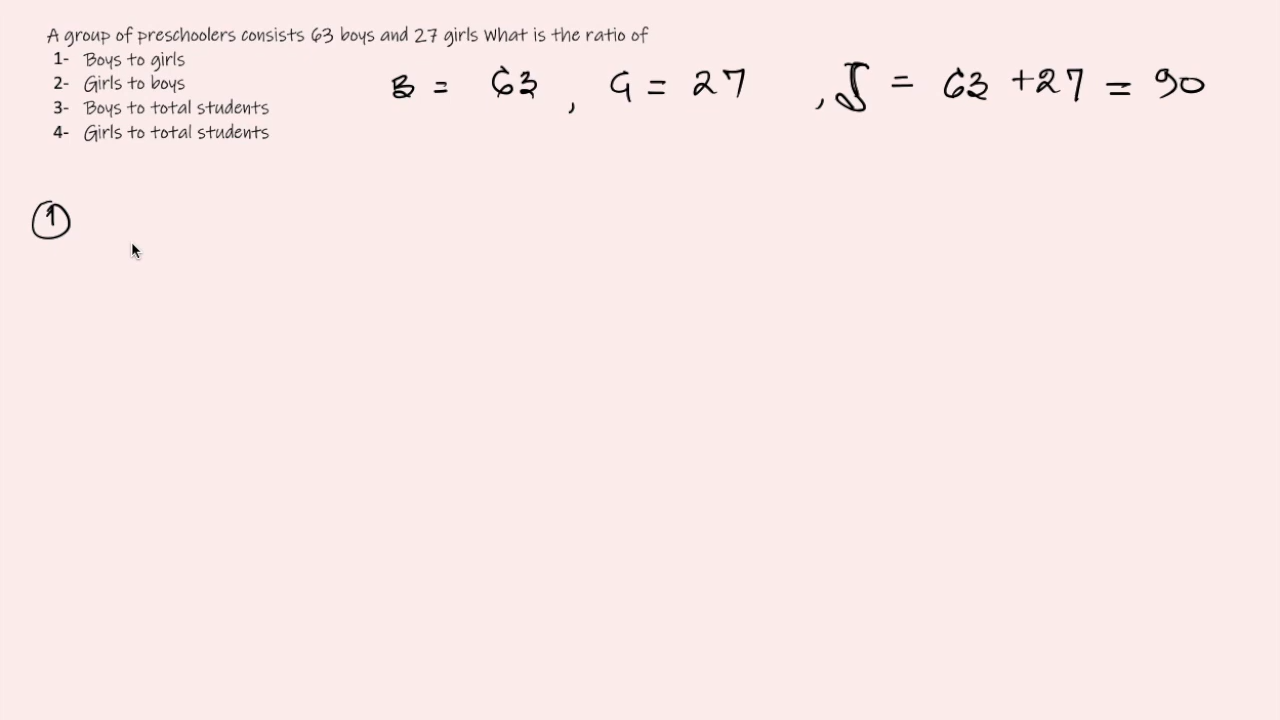 A group of preschoolers consists 63 boys and 27 girls What is the ratio of
1- Boys to girls
2- Girls to boys
3- Boys to total students
4- Girls to total students
B = 63 , G = 27 , T = 63 + 27 = 90
1